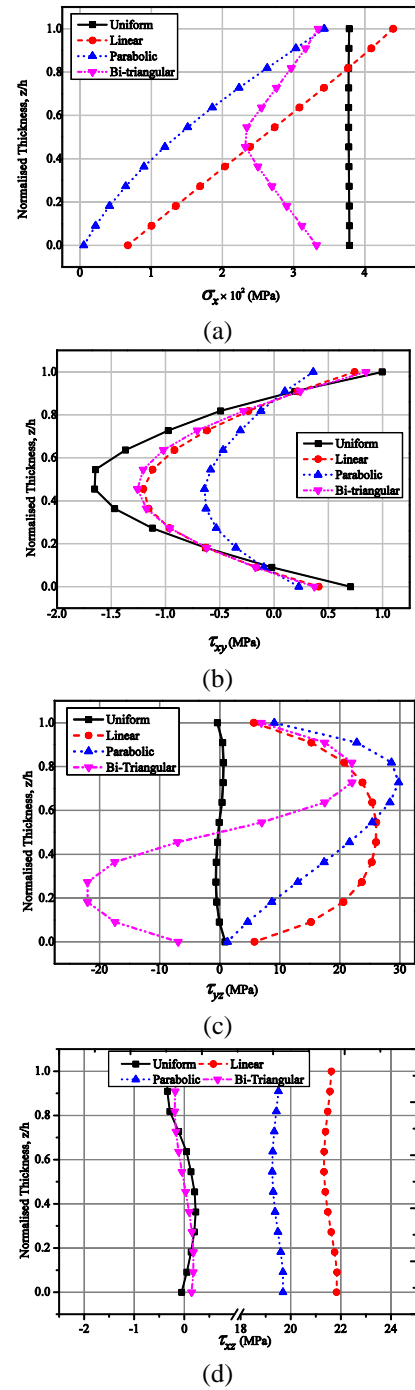 Uniform
Linear
Parabolic
Bi-triangular
1.0
0.8
0.6
0.4
0.2
0.0
Normalised Thickness, z/h
0 1 2 3 4
σx × 10² (MPa)
(a)
1.0
0.8
0.6
0.4
0.2
0.0
Normalised Thickness, z/h
Uniform
Linear
Parabolic
Bi-triangular
-2.0 -1.5 -1.0 -0.5 0.0 0.5 1.0
τxy (MPa)
(b)
Uniform
Linear
Parabolic
Bi-Triangular
1.0
0.8
0.6
0.4
0.2
0.0
Normalised Thickness, z/h
-20 -10 0 10 20 30
τyz (MPa)
(c)
Uniform Linear
Parabolic Bi-Triangular
1.0
0.8
0.6
0.4
0.2
0.0
Normalised Thickness, z/h
-2 -1 0 18 20 22 24
τxz (MPa)
(d)